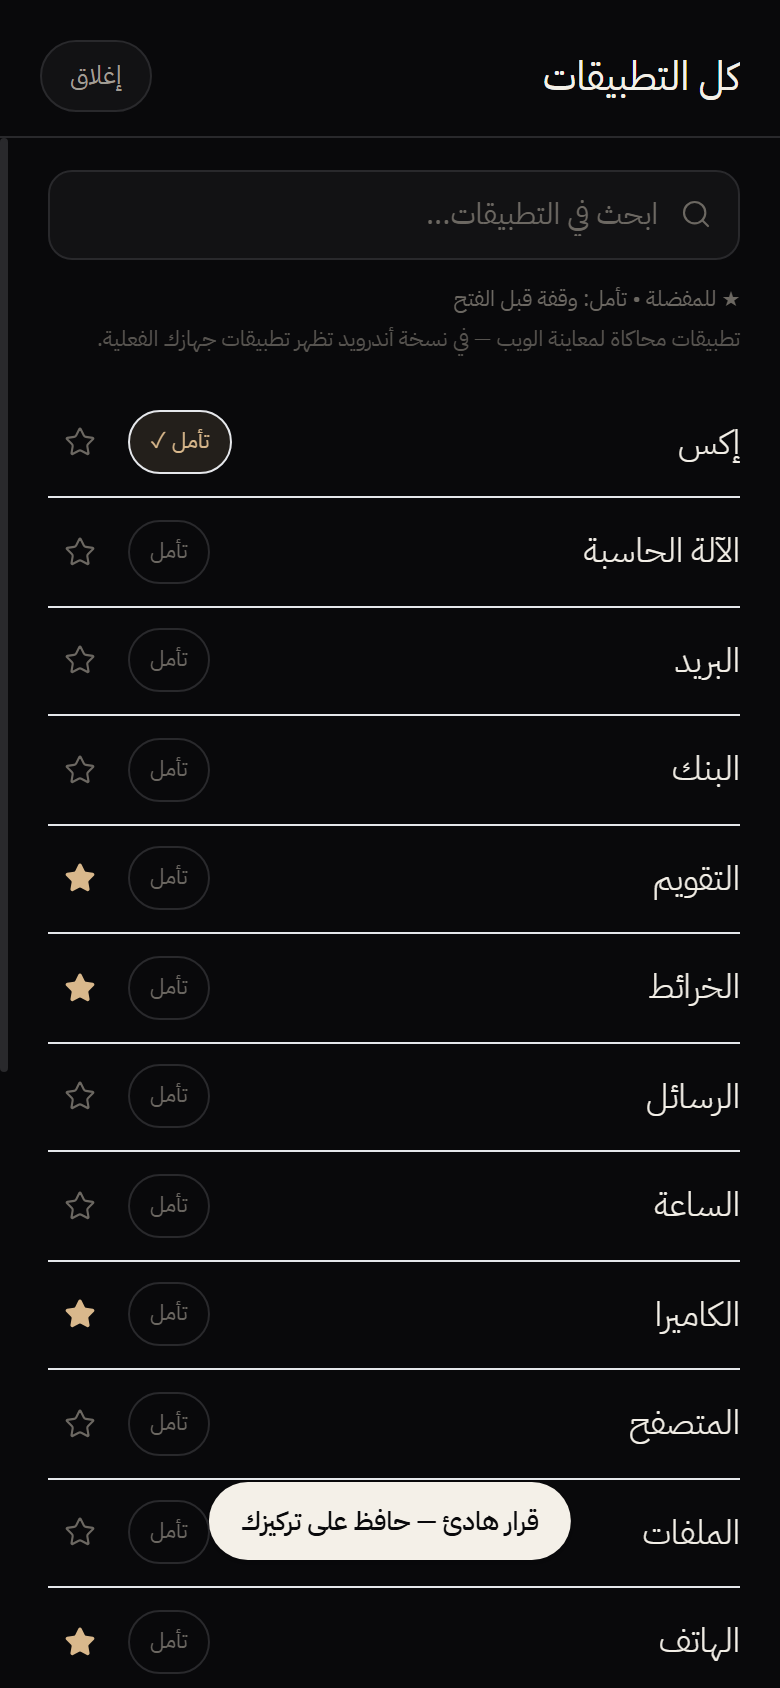 كل التطبيقات
إغلاق
ابحث في التطبيقات...
★ للمفضلة • تأمل: وقفة قبل الفتح
تطبيقات محاكاة لمعاينة الويب — في نسخة أندرويد تظهر تطبيقات جهازك الفعلية.
إكس
تأمل ✓
الآلة الحاسبة
تأمل
البريد
تأمل
البنك
تأمل
التقويم
تأمل
الخرائط
تأمل
الرسائل
تأمل
الساعة
تأمل
الكاميرا
تأمل
المتصفح
تأمل
الملفات
قرار هادئ — حافظ على تركيزك
تأمل
الهاتف
تأمل